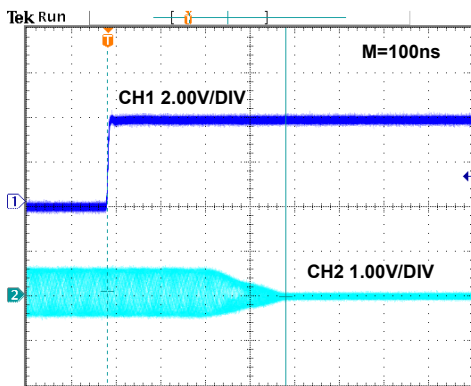 Tek Run
T
M=100ns
CH1 2.00V/DIV
1
CH2 1.00V/DIV
2